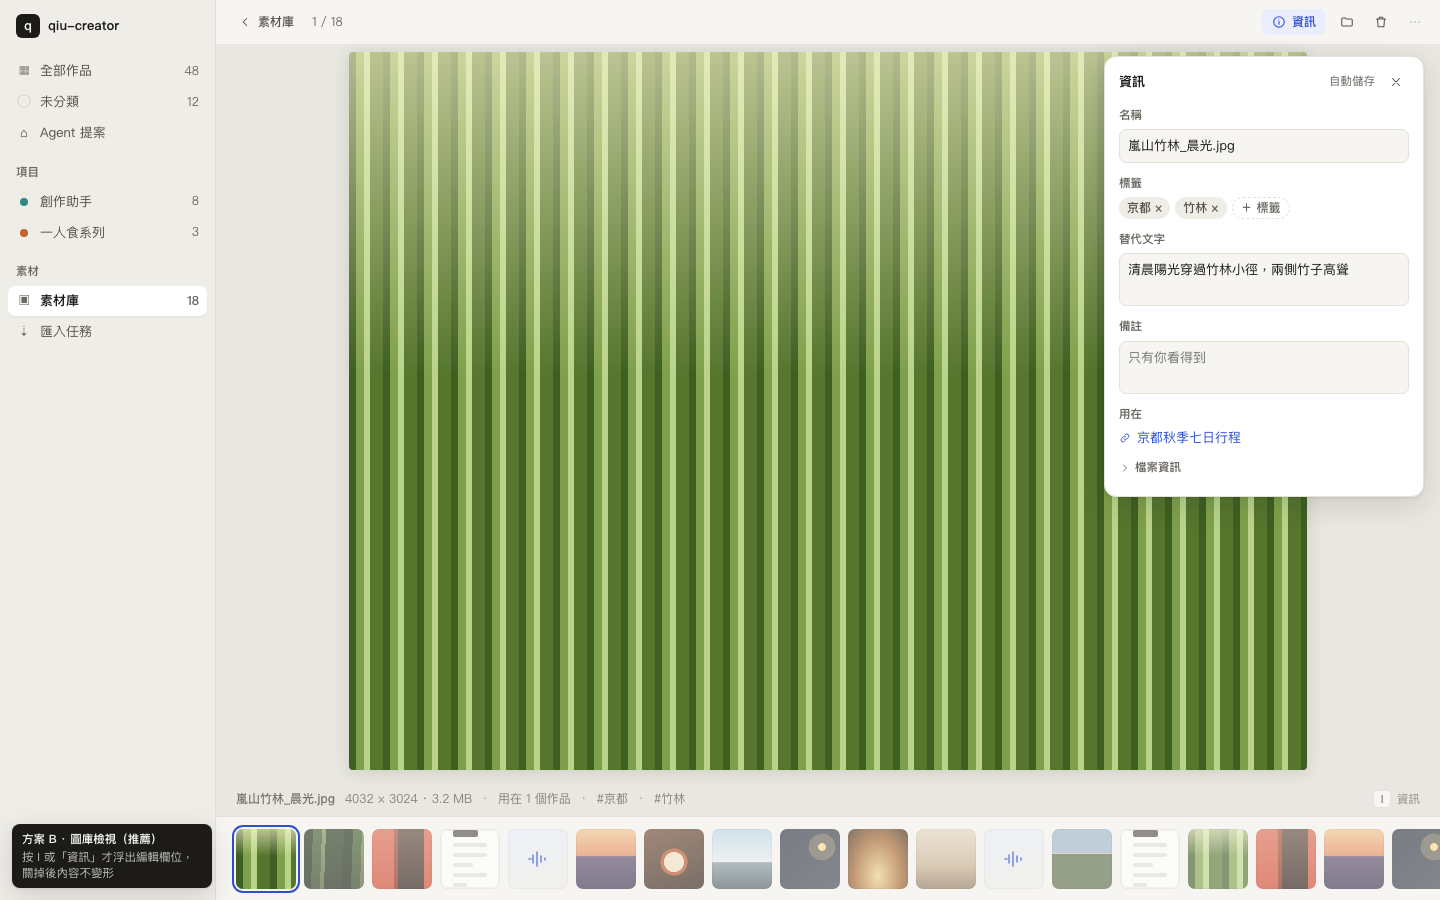 q qiu-creator
全部作品 48
未分類 12
Agent 提案
項目
創作助手 8
一人食系列 3
素材
素材庫 18
匯入任務
方案 B · 圖庫檢視（推薦）
按 I 或「資訊」才浮出編輯欄位，
關掉後內容不變形
素材庫 1 / 18
資訊
資訊 自動儲存
名稱
嵐山竹林_晨光.jpg
標籤
京都 × 竹林 × + 標籤
替代文字
清晨陽光穿過竹林小徑，兩側竹子高聳
備註
只有你看得到
用在
京都秋季七日行程
檔案資訊
嵐山竹林_晨光.jpg 4032 × 3024 · 3.2 MB · 用在 1 個作品 · #京都 · #竹林
I 資訊